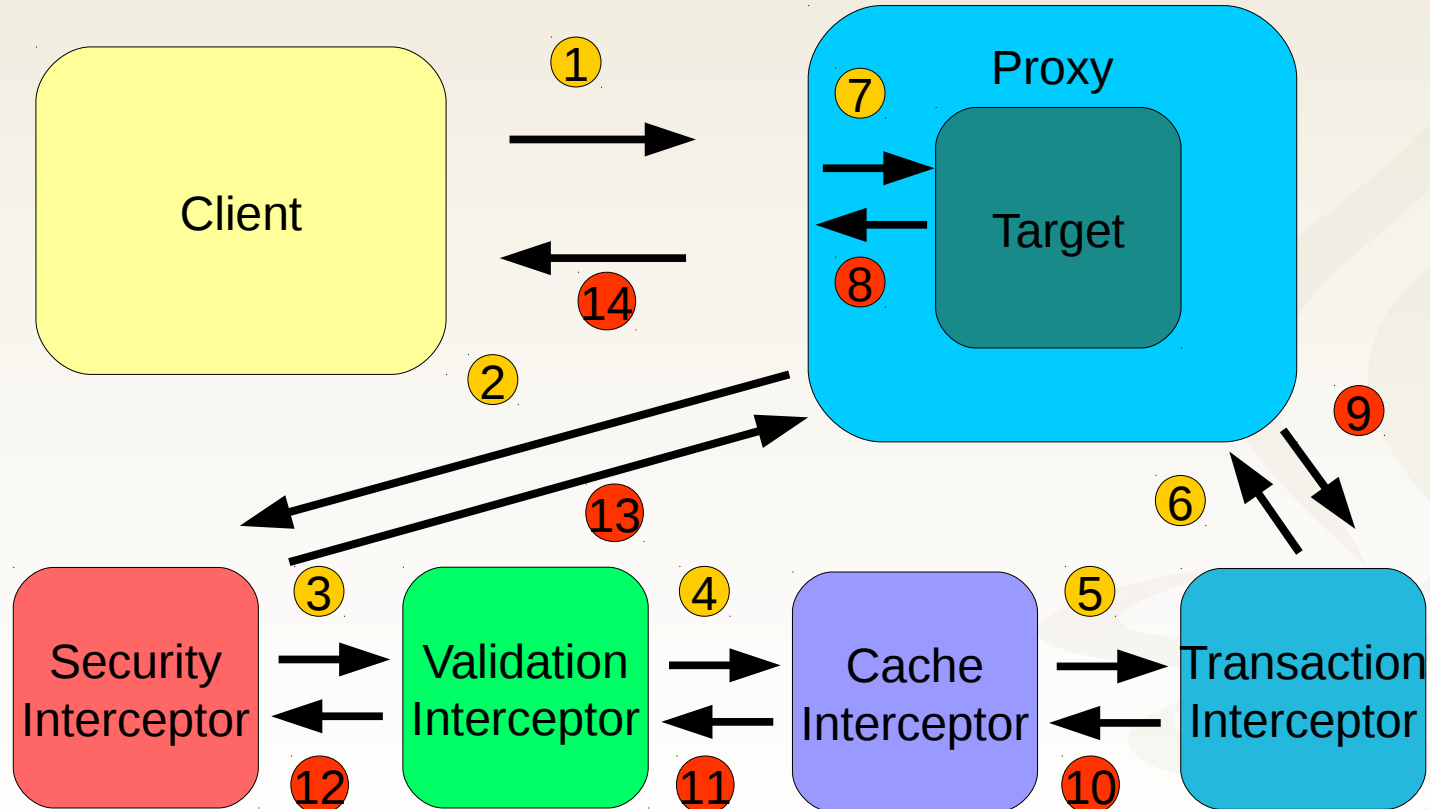 1
Proxy
7
Client
Target
8
14
2
9
6
13
3
4
5
Security
Interceptor
Validation
Interceptor
Cache
Interceptor
Transaction
Interceptor
12
11
10